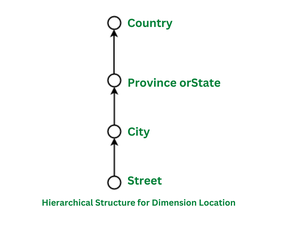 Country
Province orState
City
Street
Hierarchical Structure for Dimension Location